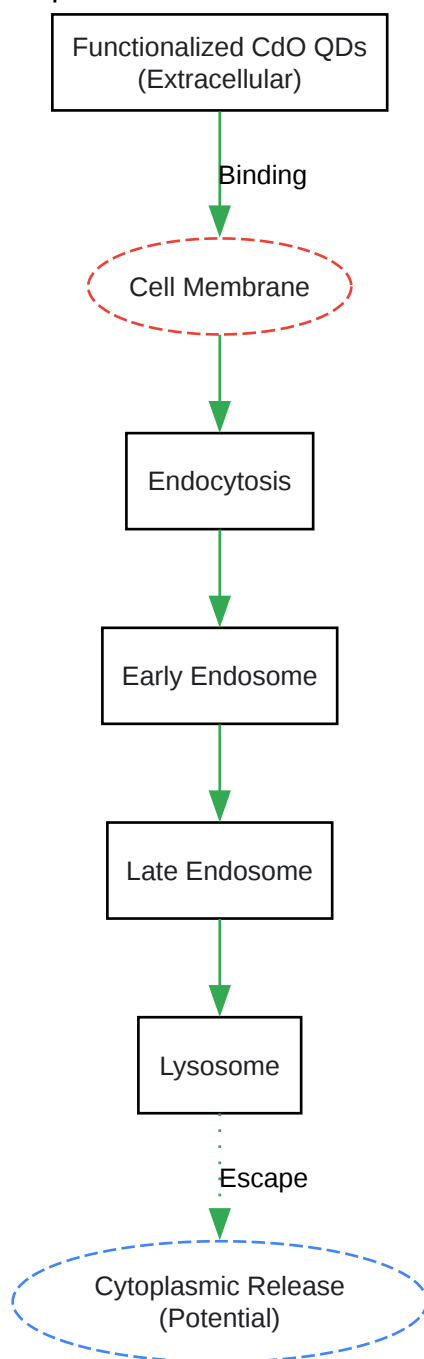 Functionalized CdO QDs
(Extracellular)
Binding
Cell Membrane
Endocytosis
Early Endosome
Late Endosome
Lysosome
Escape
Cytoplasmic Release
(Potential)